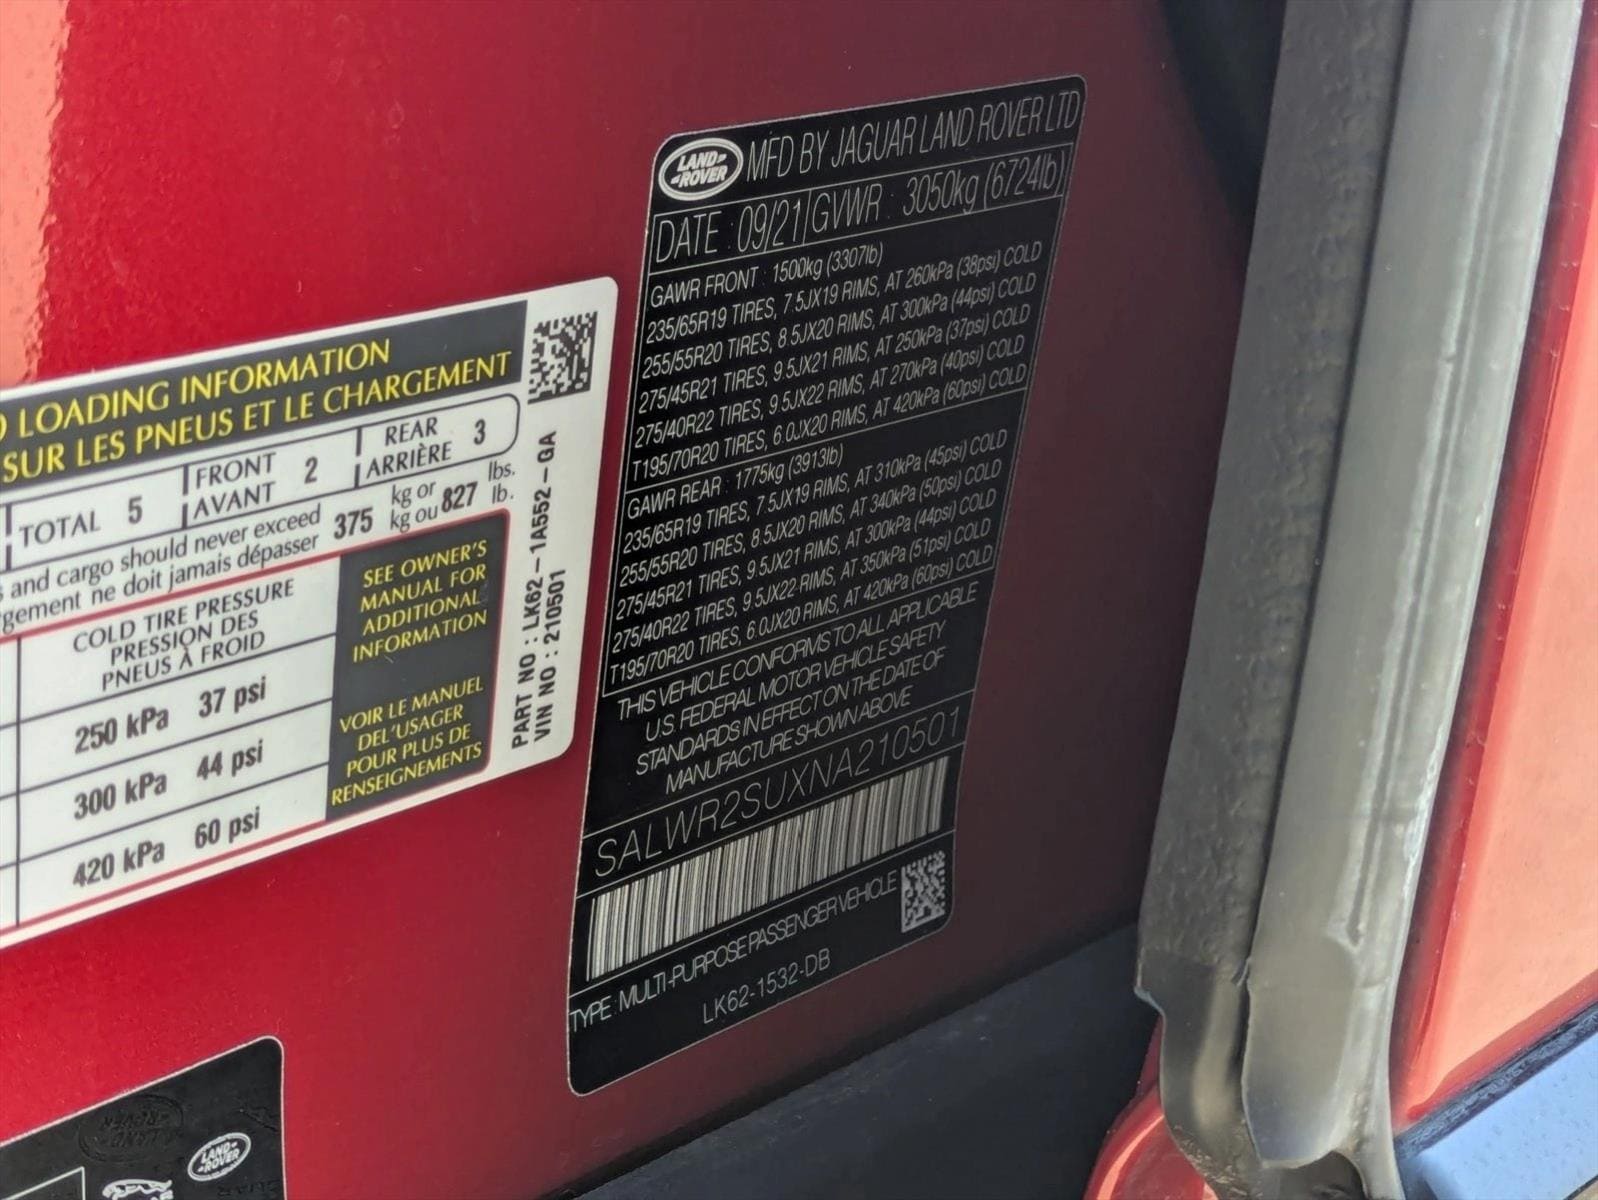 LOADING INFORMATION
SUR LES PNEUS ET LE CHARGEMENT
TOTAL 5
FRONT
AVANT
2
REAR
ARRIÈRE
3
and cargo should never exceed
ne doit jamais dépasser
375
kg or
kg ou
827
lbs.
lb.
COLD TIRE PRESSURE
PRESSION DES
PNEUS À FROID
250 kPa 37 psi
300 kPa 44 psi
420 kPa 60 psi
SEE OWNER'S
MANUAL FOR
ADDITIONAL
INFORMATION
VOIR LE MANUEL
DEL'USAGER
POUR PLUS DE
RENSEIGNEMENTS
PART NO : LK62-1A552-GA
VIN NO : 210501
LAND ROVER
MFD BY JAGUAR LAND ROVER LTD
DATE : 09/21 GVWR : 3050kg (6724lb)
GAWR FRONT : 1500kg (3307lb)
235/65R19 TIRES, 7.5JX19 RIMS, AT 260kPa (38psi) COLD
255/55R20 TIRES, 8.5JX20 RIMS, AT 300kPa (44psi) COLD
275/45R21 TIRES, 9.5JX21 RIMS, AT 250kPa (37psi) COLD
275/40R22 TIRES, 9.5JX22 RIMS, AT 270kPa (40psi) COLD
T195/70R20 TIRES, 6.0JX20 RIMS, AT 420kPa (60psi) COLD
GAWR REAR : 1775kg (3913lb)
235/65R19 TIRES, 7.5JX19 RIMS, AT 310kPa (45psi) COLD
255/55R20 TIRES, 8.5JX20 RIMS, AT 340kPa (50psi) COLD
275/45R21 TIRES, 9.5JX21 RIMS, AT 300kPa (44psi) COLD
275/40R22 TIRES, 9.5JX22 RIMS, AT 350kPa (51psi) COLD
T195/70R20 TIRES, 6.0JX20 RIMS, AT 420kPa (60psi) COLD
THIS VEHICLE CONFORMS TO ALL APPLICABLE
U.S. FEDERAL MOTOR VEHICLE SAFETY
STANDARDS IN EFFECT ON THE DATE OF
MANUFACTURE SHOWN ABOVE
SALWR2SUXNA210501
TYPE : MULTI-PURPOSE PASSENGER VEHICLE
LK62-1532-DB
LAND ROVER